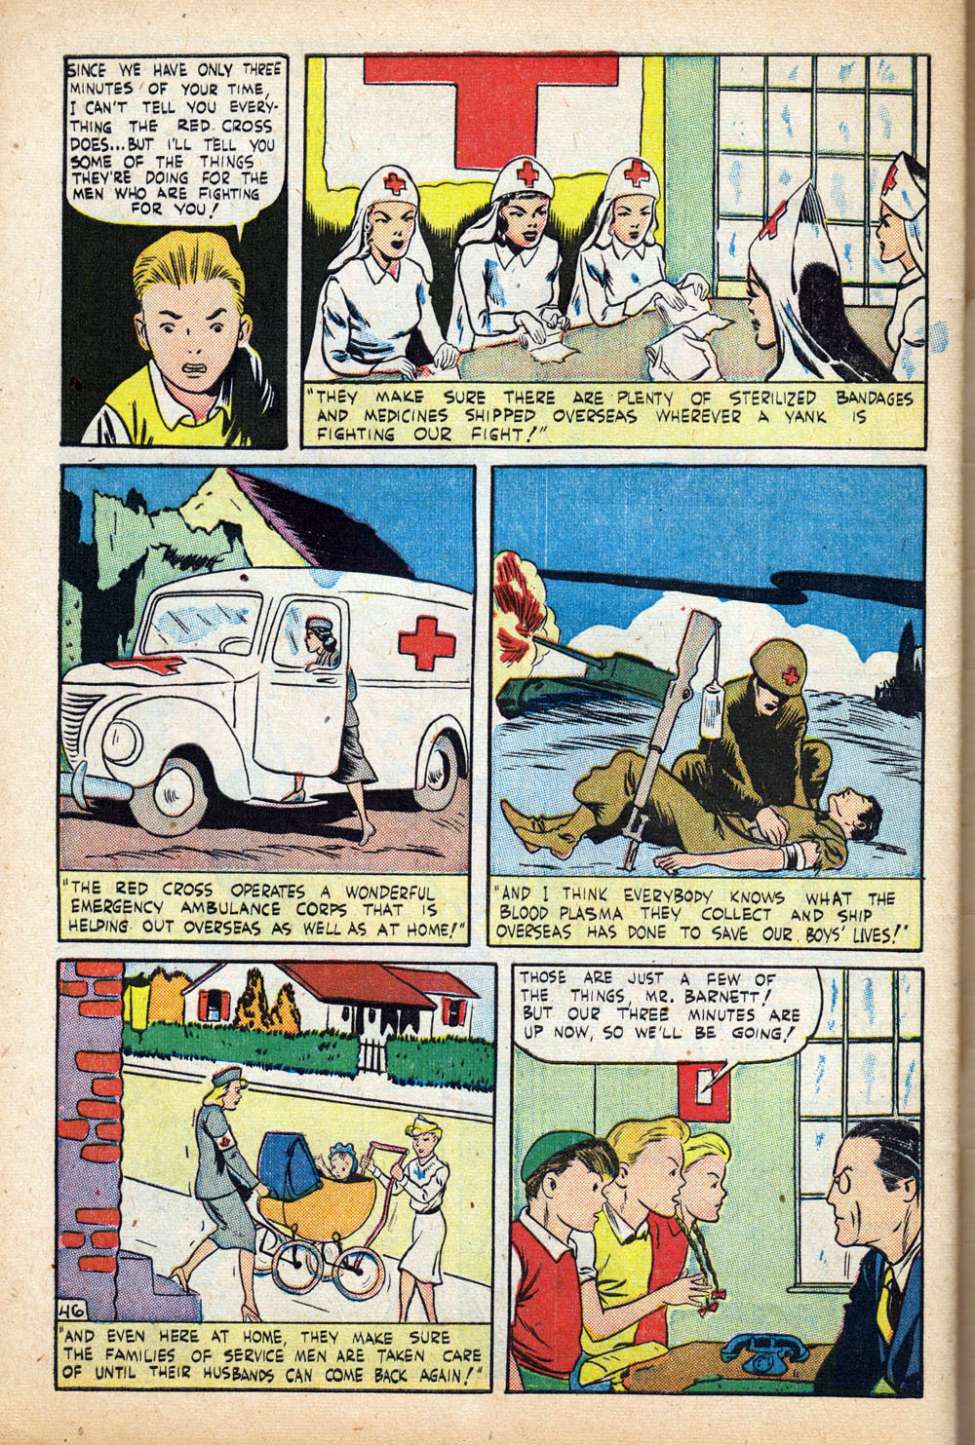 SINCE WE HAVE ONLY THREE
MINUTES OF YOUR TIME,
I CAN'T TELL YOU EVERY-
THING THE RED CROSS
DOES...BUT I'LL TELL YOU
SOME OF THE THINGS
THEY'RE DOING FOR THE
MEN WHO ARE FIGHTING
FOR YOU!
"THEY MAKE SURE THERE ARE PLENTY OF STERILIZED BANDAGES
AND MEDICINES SHIPPED OVERSEAS WHEREVER A YANK IS
FIGHTING OUR FIGHT!"
"THE RED CROSS OPERATES A WONDERFUL
EMERGENCY AMBULANCE CORPS THAT IS
HELPING OUT OVERSEAS AS WELL AS AT HOME!"
"AND I THINK EVERYBODY KNOWS WHAT THE
BLOOD PLASMA THEY COLLECT AND SHIP
OVERSEAS HAS DONE TO SAVE OUR BOYS' LIVES!"
46
"AND EVEN HERE AT HOME, THEY MAKE SURE
THE FAMILIES OF SERVICE MEN ARE TAKEN CARE
OF UNTIL THEIR HUSBANDS CAN COME BACK AGAIN!"
THOSE ARE JUST A FEW OF
THE THINGS, MR. BARNETT!
BUT OUR THREE MINUTES ARE
UP NOW, SO WE'LL BE GOING!